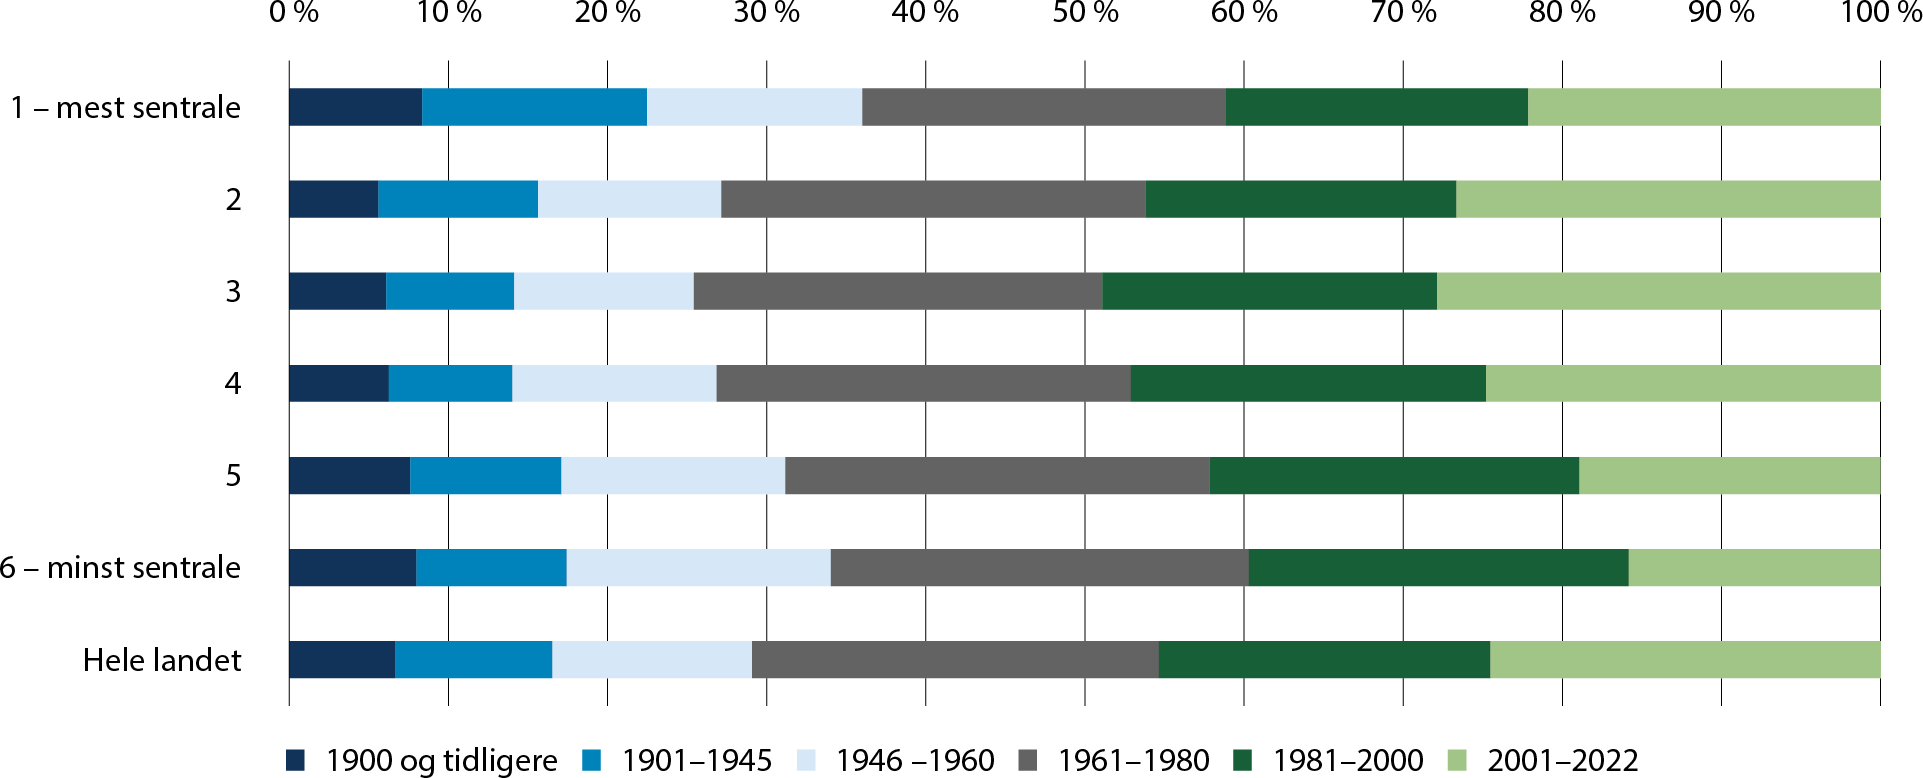 0 % 10 % 20 % 30 % 40 % 50 % 60 % 70 % 80 % 90 % 100 %
1 – mest sentrale
2
3
4
5
6 – minst sentrale
Hele landet
1900 og tidligere 1901–1945 1946 –1960 1961–1980 1981–2000 2001–2022